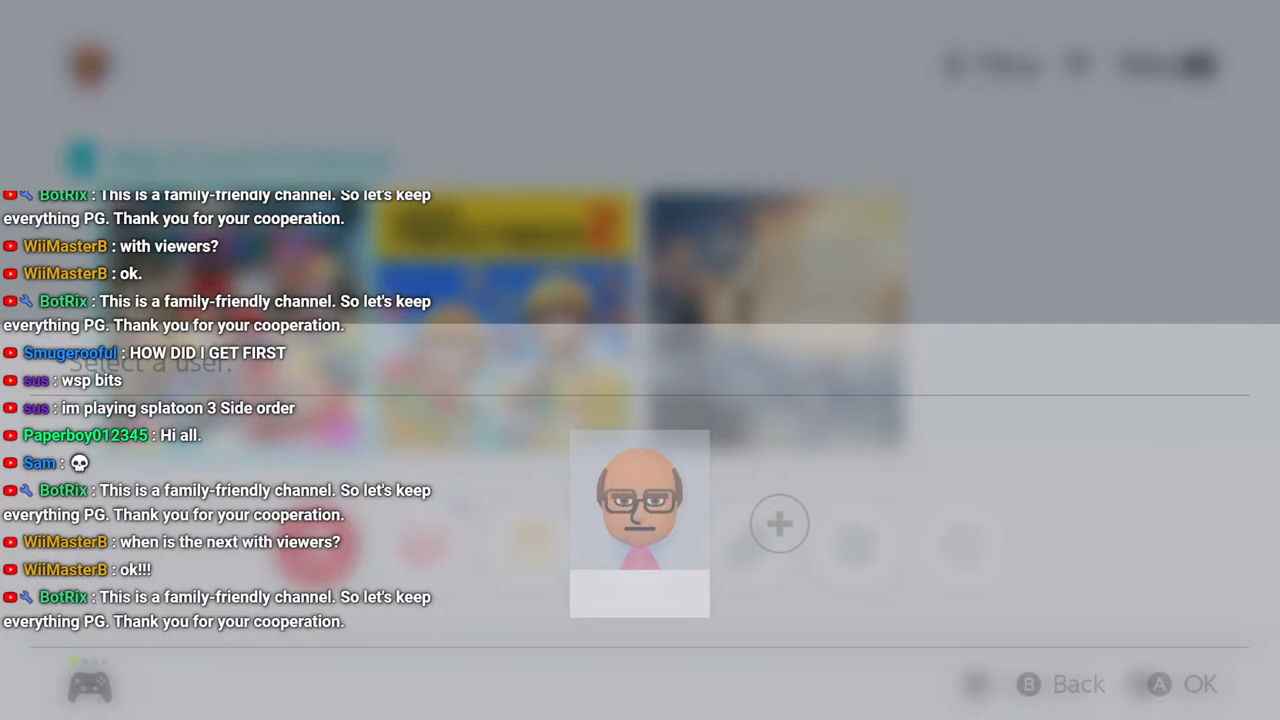 BotRix : This is a family-friendly channel. So let's keep
everything PG. Thank you for your cooperation.
WiiMasterB : with viewers?
WiiMasterB : ok.
BotRix : This is a family-friendly channel. So let's keep
everything PG. Thank you for your cooperation.
Smugerooful : HOW DID I GET FIRST
Select a user.
sus : wsp bits
sus : im playing splatoon 3 Side order
Paperboy012345 : Hi all.
Sam : 💀
BotRix : This is a family-friendly channel. So let's keep
everything PG. Thank you for your cooperation.
WiiMasterB : when is the next with viewers?
WiiMasterB : ok!!!
BotRix : This is a family-friendly channel. So let's keep
everything PG. Thank you for your cooperation.
B Back A OK